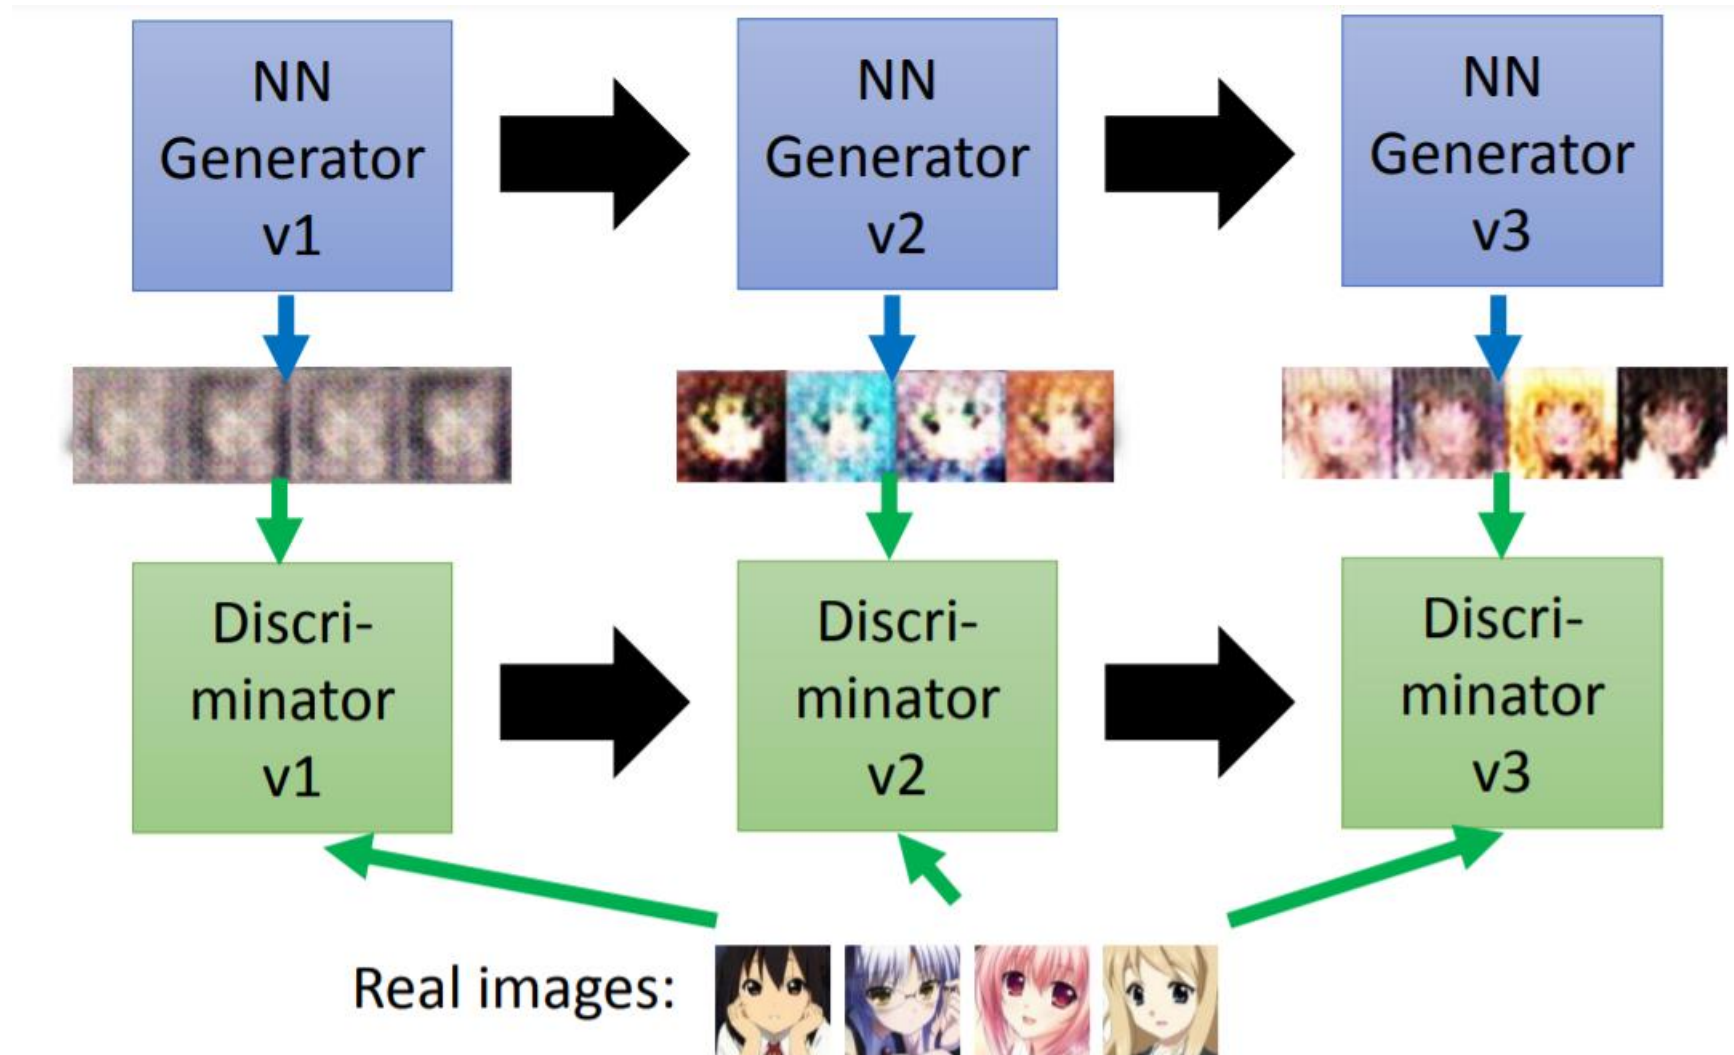 NN
Generator
v1
NN
Generator
v2
NN
Generator
v3
Discri-
minator
v1
Discri-
minator
v2
Discri-
minator
v3
Real images: